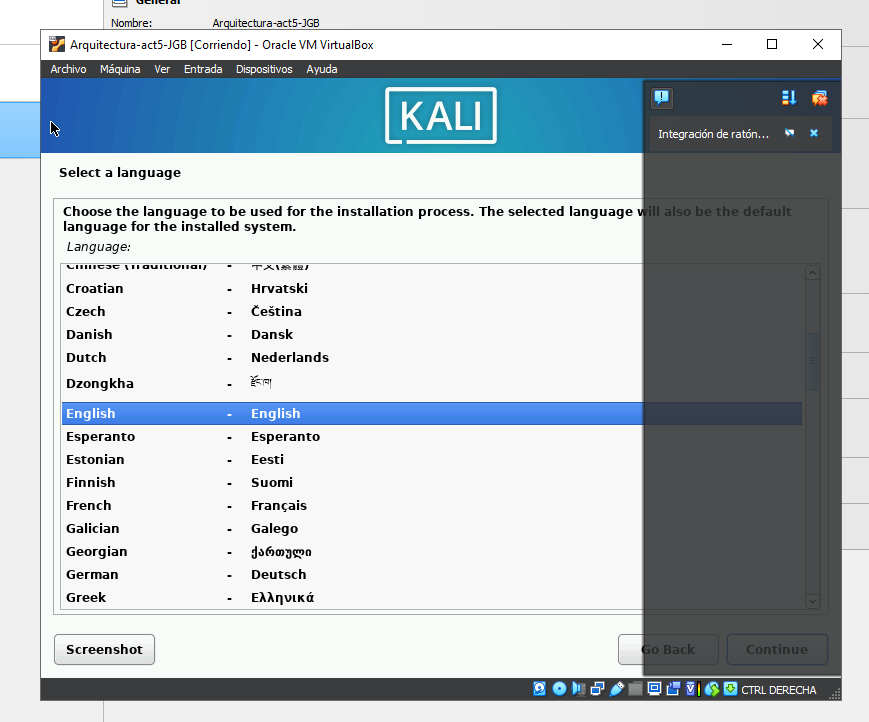 General
Nombre: Arquitectura-act5-JGB
Arquitectura-act5-JGB [Corriendo] - Oracle VM VirtualBox
Archivo Máquina Ver Entrada Dispositivos Ayuda
KALI
Integración de ratón...
Select a language
Choose the language to be used for the installation process. The selected language will also be the default
language for the installed system.
Language:
Chinese (Traditional) - 中文(繁體)
Croatian - Hrvatski
Czech - Čeština
Danish - Dansk
Dutch - Nederlands
Dzongkha - རྫོང་ཁ།
English - English
Esperanto - Esperanto
Estonian - Eesti
Finnish - Suomi
French - Français
Galician - Galego
Georgian - ქართული
German - Deutsch
Greek - Ελληνικά
Screenshot Go Back Continue
CTRL DERECHA